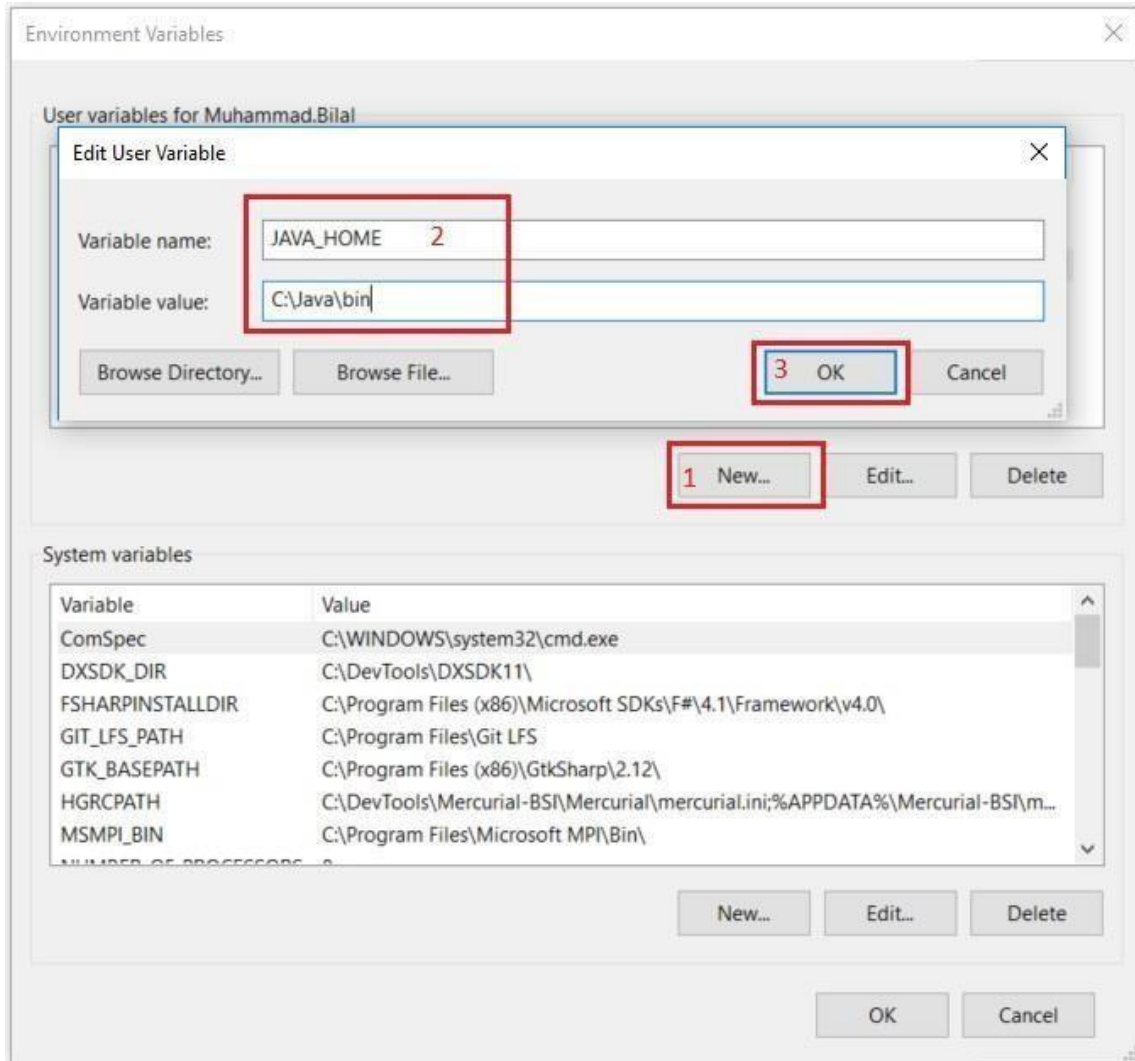 Environment Variables
User variables for Muhammad.Bilal
Edit User Variable
Variable name: JAVA_HOME 2
Variable value: C:\Java\bin
Browse Directory... Browse File... 3 OK Cancel
1 New... Edit... Delete
System variables
Variable Value
ComSpec C:\WINDOWS\system32\cmd.exe
DXSDK_DIR C:\DevTools\DXSDK11\
FSHARPINSTALLDIR C:\Program Files (x86)\Microsoft SDKs\F#\4.1\Framework\v4.0\
GIT_LFS_PATH C:\Program Files\Git LFS
GTK_BASEPATH C:\Program Files (x86)\GtkSharp\2.12\
HGRCPATH C:\DevTools\Mercurial-BSI\Mercurial\mercurial.ini;%APPDATA%\Mercurial-BSI\m...
MSMPI_BIN C:\Program Files\Microsoft MPI\Bin\
NUMBER_OF_PROCESSORS
New... Edit... Delete
OK Cancel